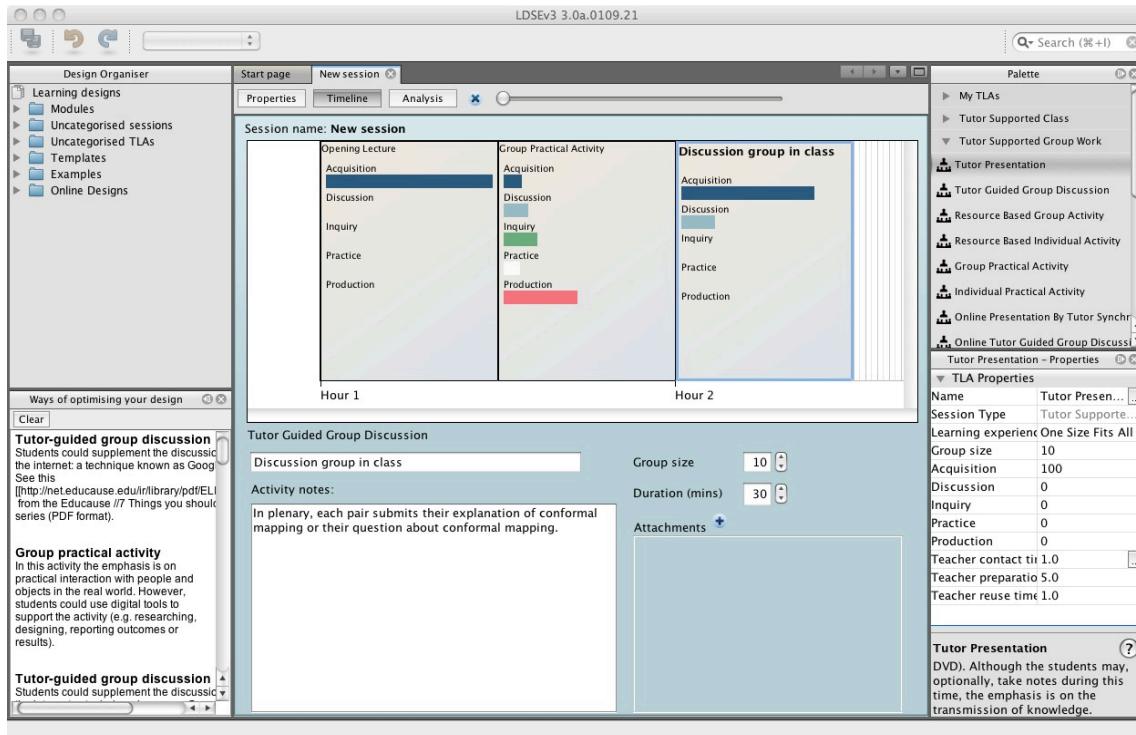 LDSEv3 3.0a.0109.21
Search (⌘+I)
Design Organiser
Learning designs
Modules
Uncategorised sessions
Uncategorised TLAs
Templates
Examples
Online Designs
Ways of optimising your design
Clear
Tutor-guided group discussion
Students could supplement the discussic
the internet: a technique known as Goog
See this
[[http://net.educause.edu/ir/library/pdf/ELI
from the Educause //7 Things you should
series (PDF format).
Group practical activity
In this activity the emphasis is on
practical interaction with people and
objects in the real world. However,
students could use digital tools to
support the activity (e.g. researching,
designing, reporting outcomes or
results).
Tutor-guided group discussion
Students could supplement the discussic
Start page
New session
Properties
Timeline
Analysis
Session name: New session
Opening Lecture
Acquisition
Discussion
Inquiry
Practice
Production
Group Practical Activity
Acquisition
Discussion
Inquiry
Practice
Production
Discussion group in class
Acquisition
Discussion
Inquiry
Practice
Production
Hour 1
Hour 2
Tutor Guided Group Discussion
Discussion group in class
Activity notes:
In plenary, each pair submits their explanation of conformal
mapping or their question about conformal mapping.
Group size 10
Duration (mins) 30
Attachments
Palette
My TLAs
Tutor Supported Class
Tutor Supported Group Work
Tutor Presentation
Tutor Guided Group Discussion
Resource Based Group Activity
Resource Based Individual Activity
Group Practical Activity
Individual Practical Activity
Online Presentation By Tutor Synchr
Online Tutor Guided Group Discussi
Tutor Presentation - Properties
TLA Properties
Name Tutor Presen... ...
Session Type Tutor Supporte...
Learning experienc One Size Fits All
Group size 10
Acquisition 100
Discussion 0
Inquiry 0
Practice 0
Production 0
Teacher contact tir 1.0 ...
Teacher preparatio 5.0
Teacher reuse time 1.0
Tutor Presentation
DVD). Although the students may,
optionally, take notes during this
time, the emphasis is on the
transmission of knowledge.